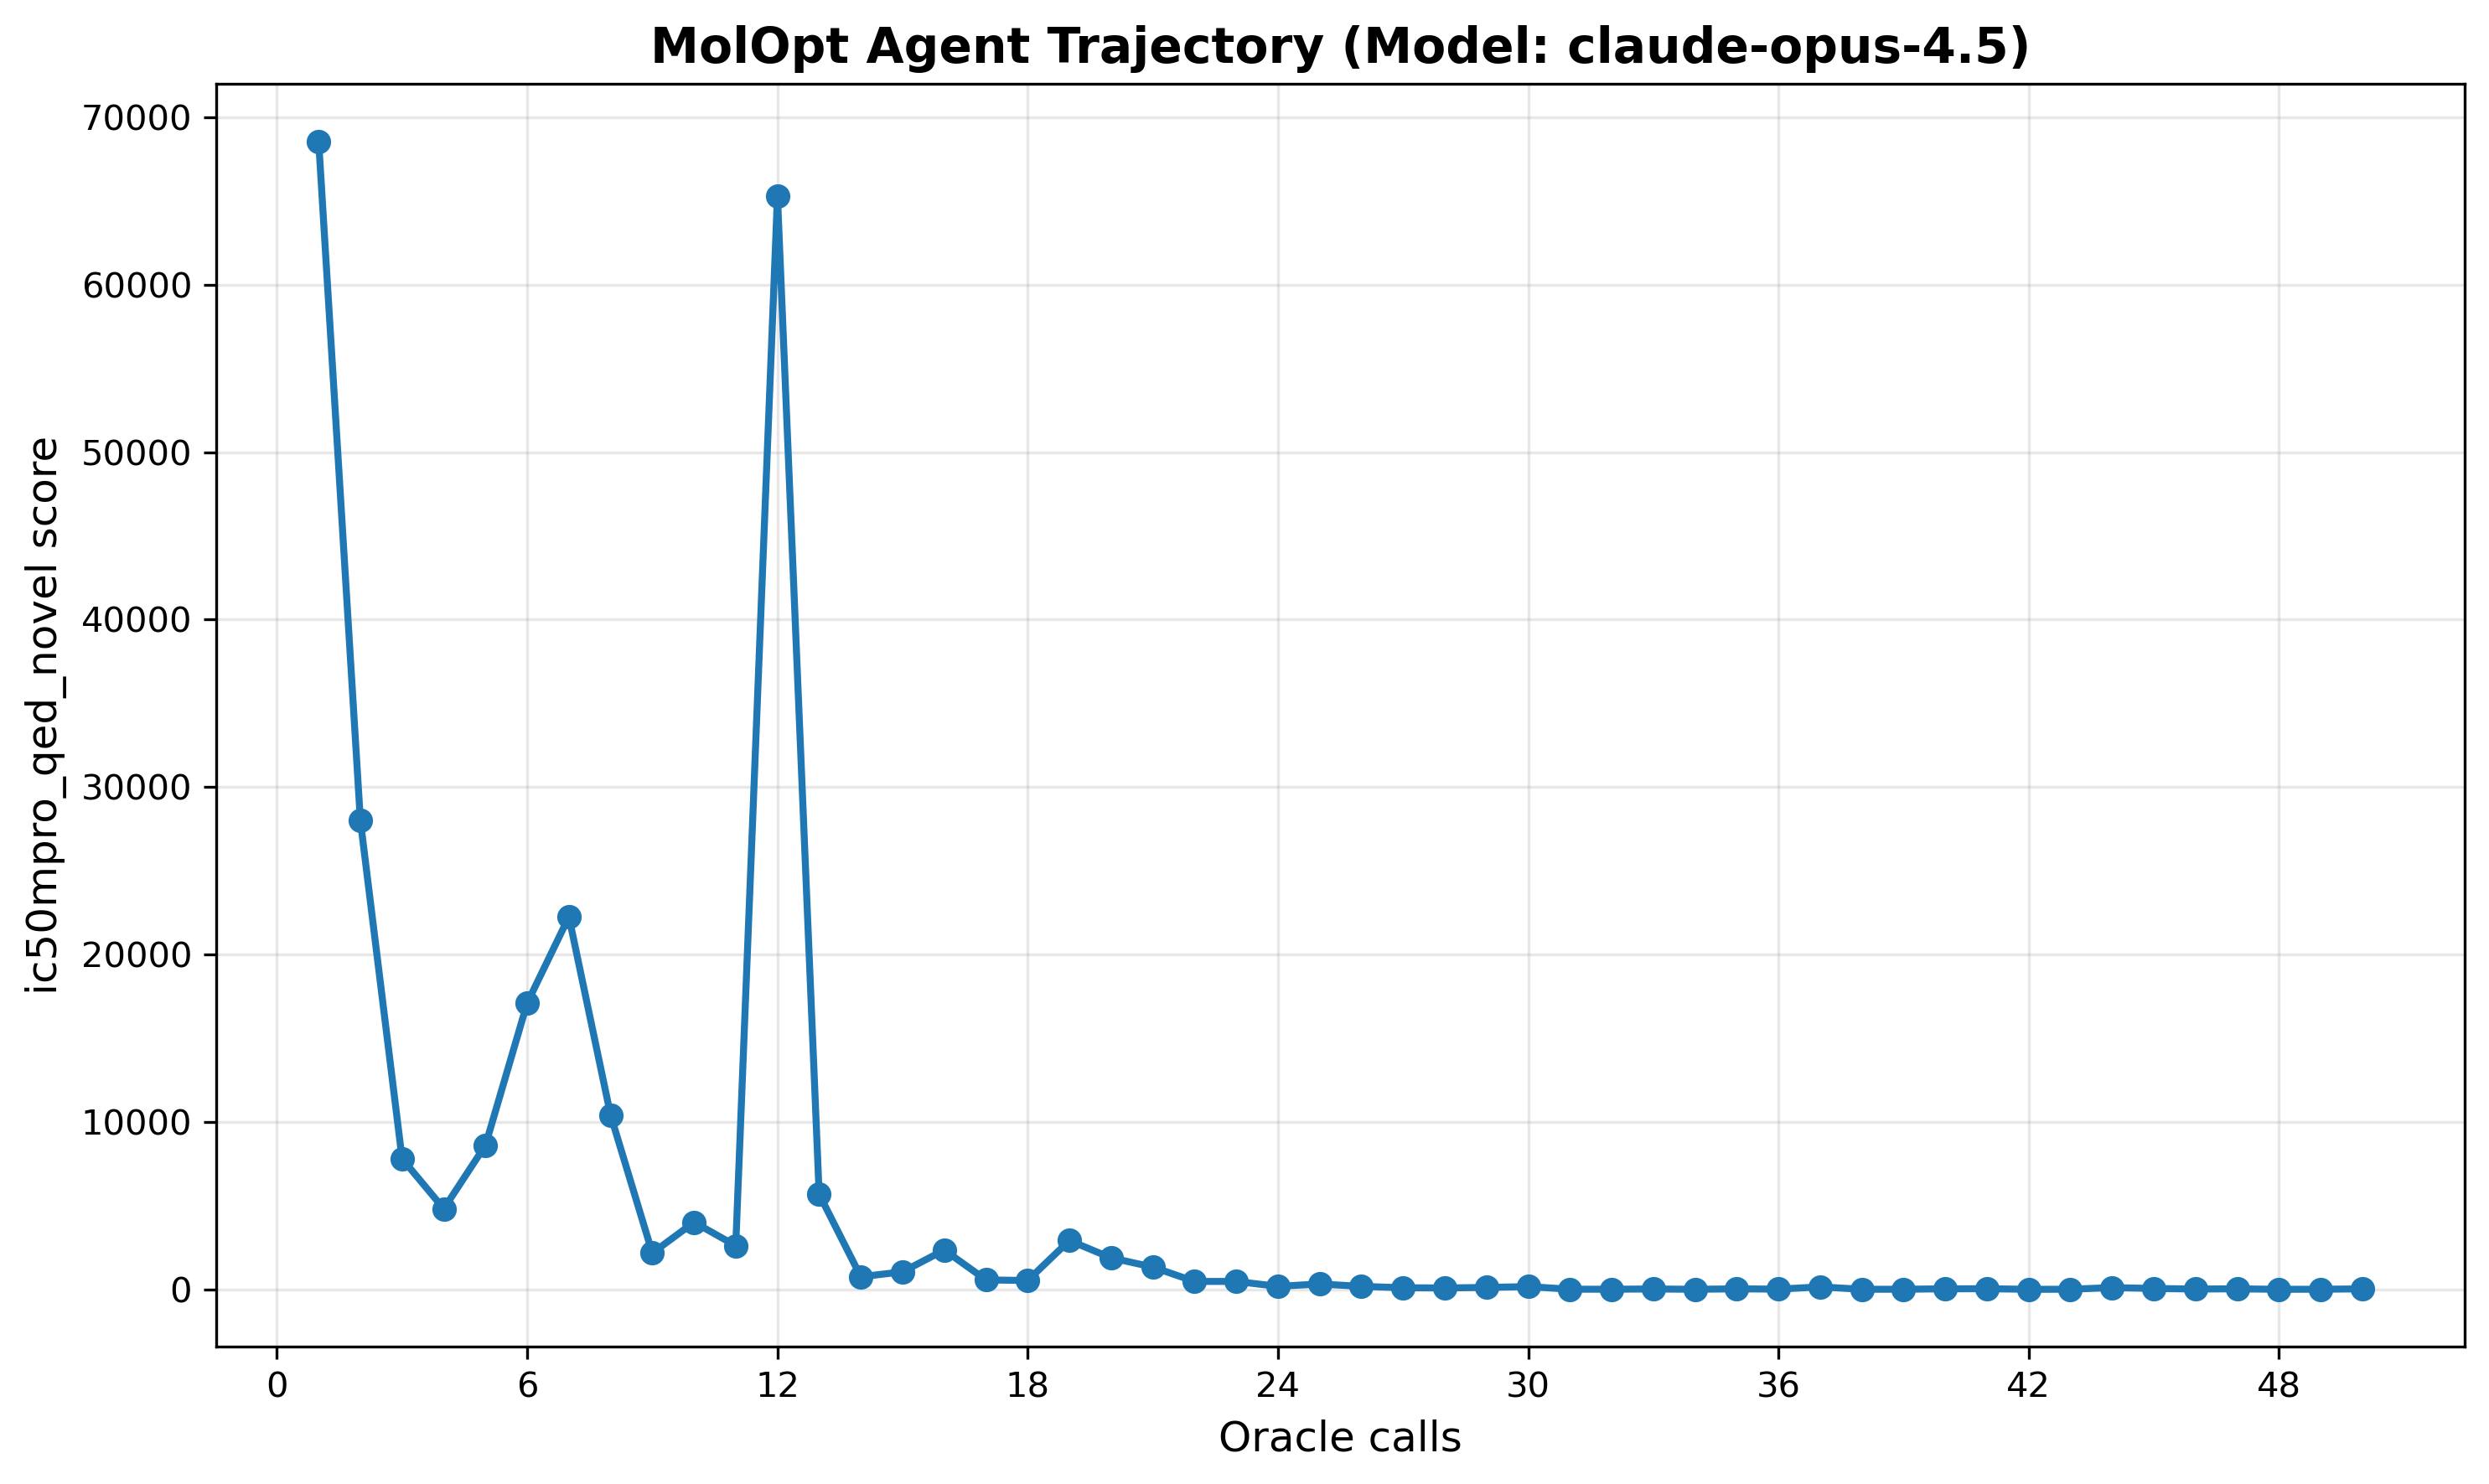 MolOpt Agent Trajectory (Model: claude-opus-4.5)
ic50mpro_qed_novel score
70000
60000
50000
40000
30000
20000
10000
0
0 6 12 18 24 30 36 42 48
Oracle calls